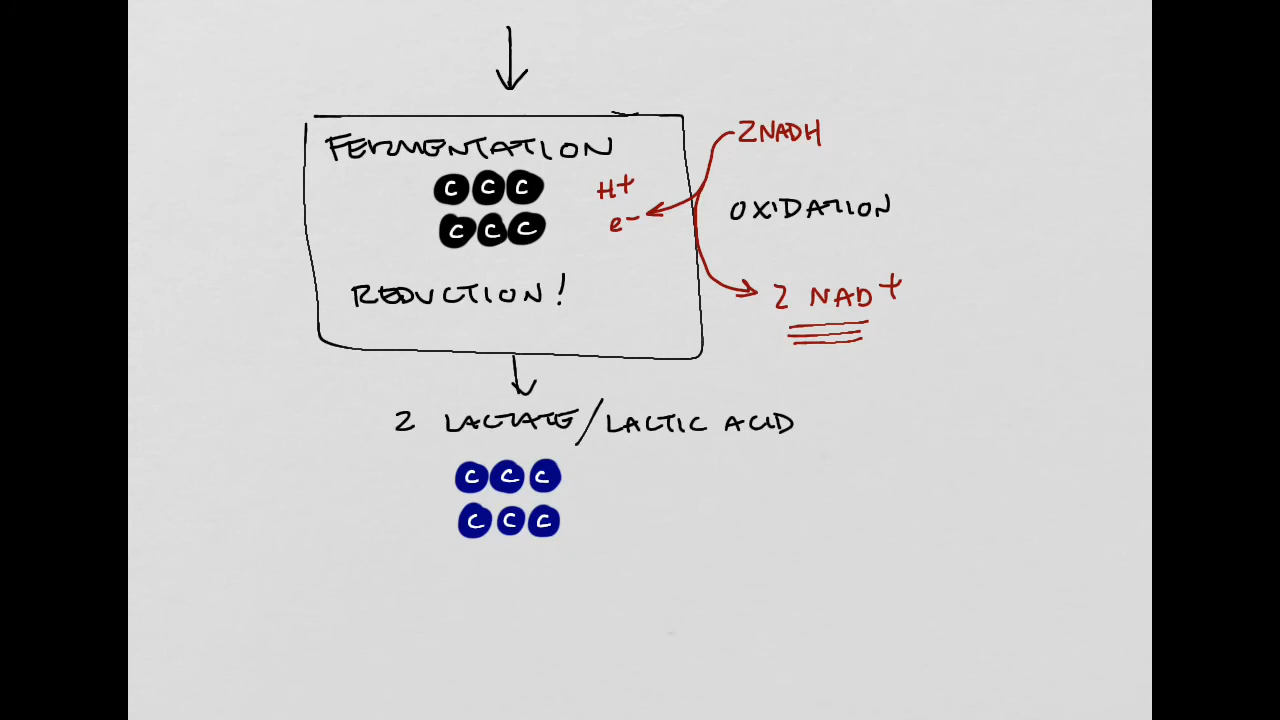 FERMENTATION
2NADH
C C C
H+
e-
OXIDATION
C C C
REDUCTION!
2 NAD+
2 LACTATE/LACTIC ACID
C C C
C C C